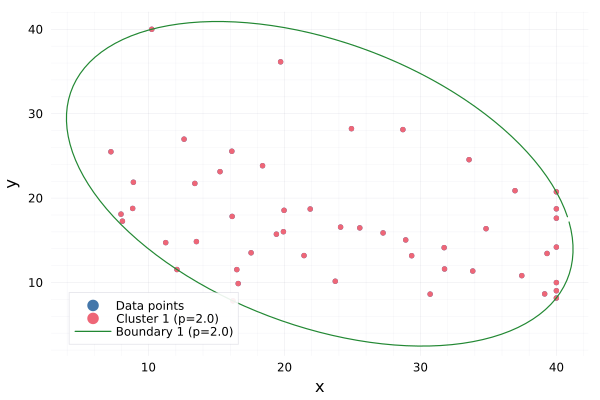 40
30
20
10
y
Data points
Cluster 1 (p=2.0)
Boundary 1 (p=2.0)
10 20 30 40
x